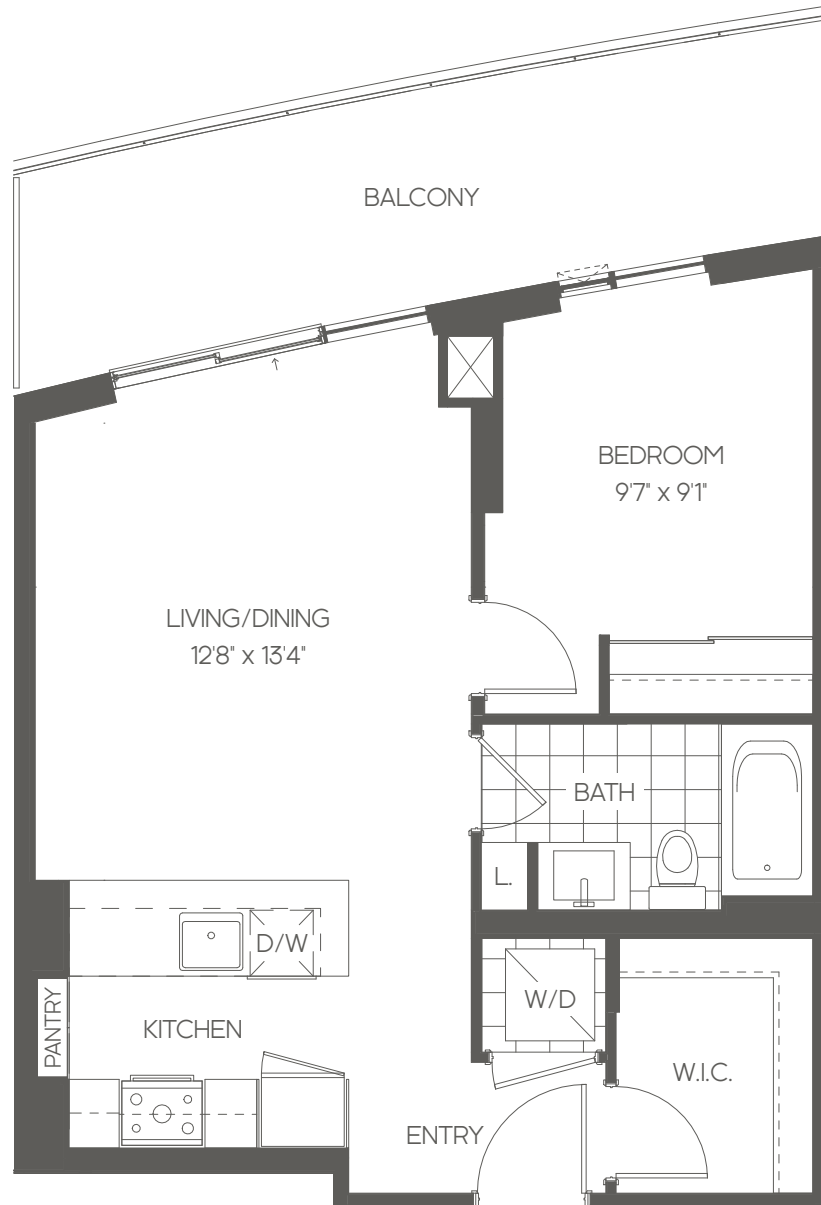 BALCONY
BEDROOM
9'7" x 9'1"
LIVING/DINING
12'8" x 13'4"
BATH
L.
D/W
W/D
PANTRY
KITCHEN
W.I.C.
ENTRY